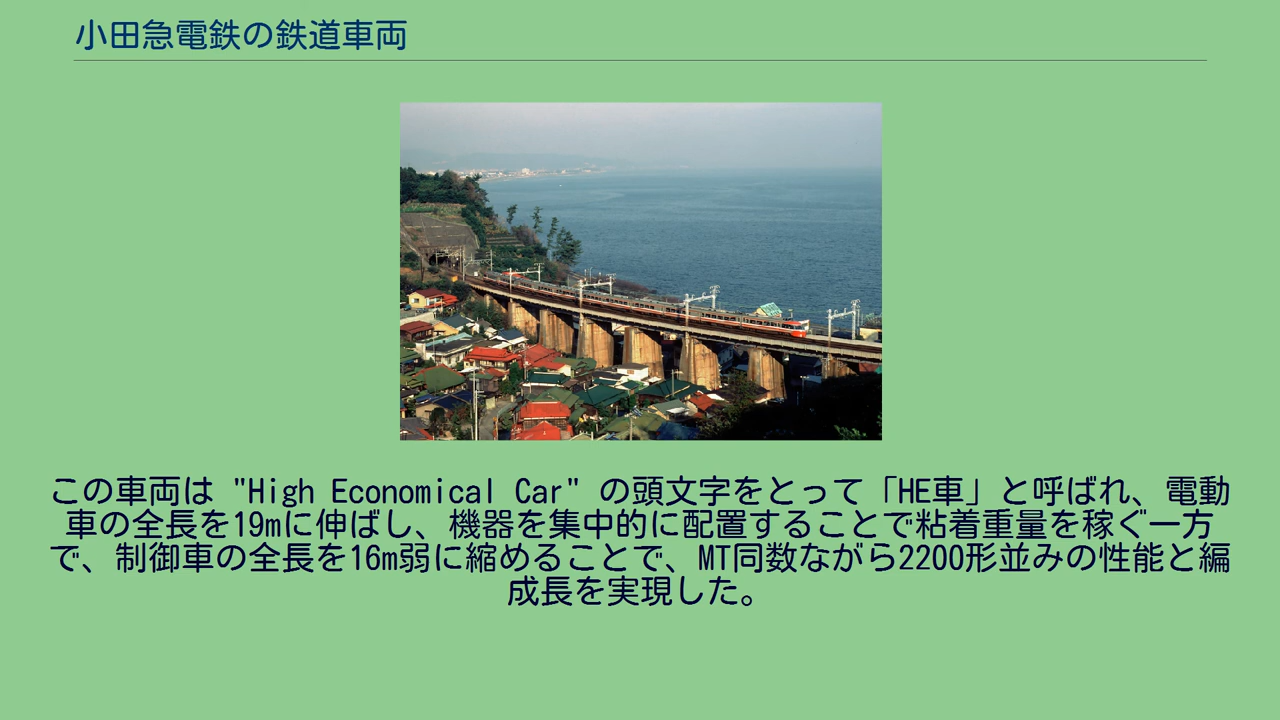 小田急電鉄の鉄道車両
この車両は "High Economical Car" の頭文字をとって「HE車」と呼ばれ、電動
車の全長を19mに伸ばし、機器を集中的に配置することで粘着重量を稼ぐ一方
で、制御車の全長を16m弱に縮めることで、MT同数ながら2200形並みの性能と編
成長を実現した。